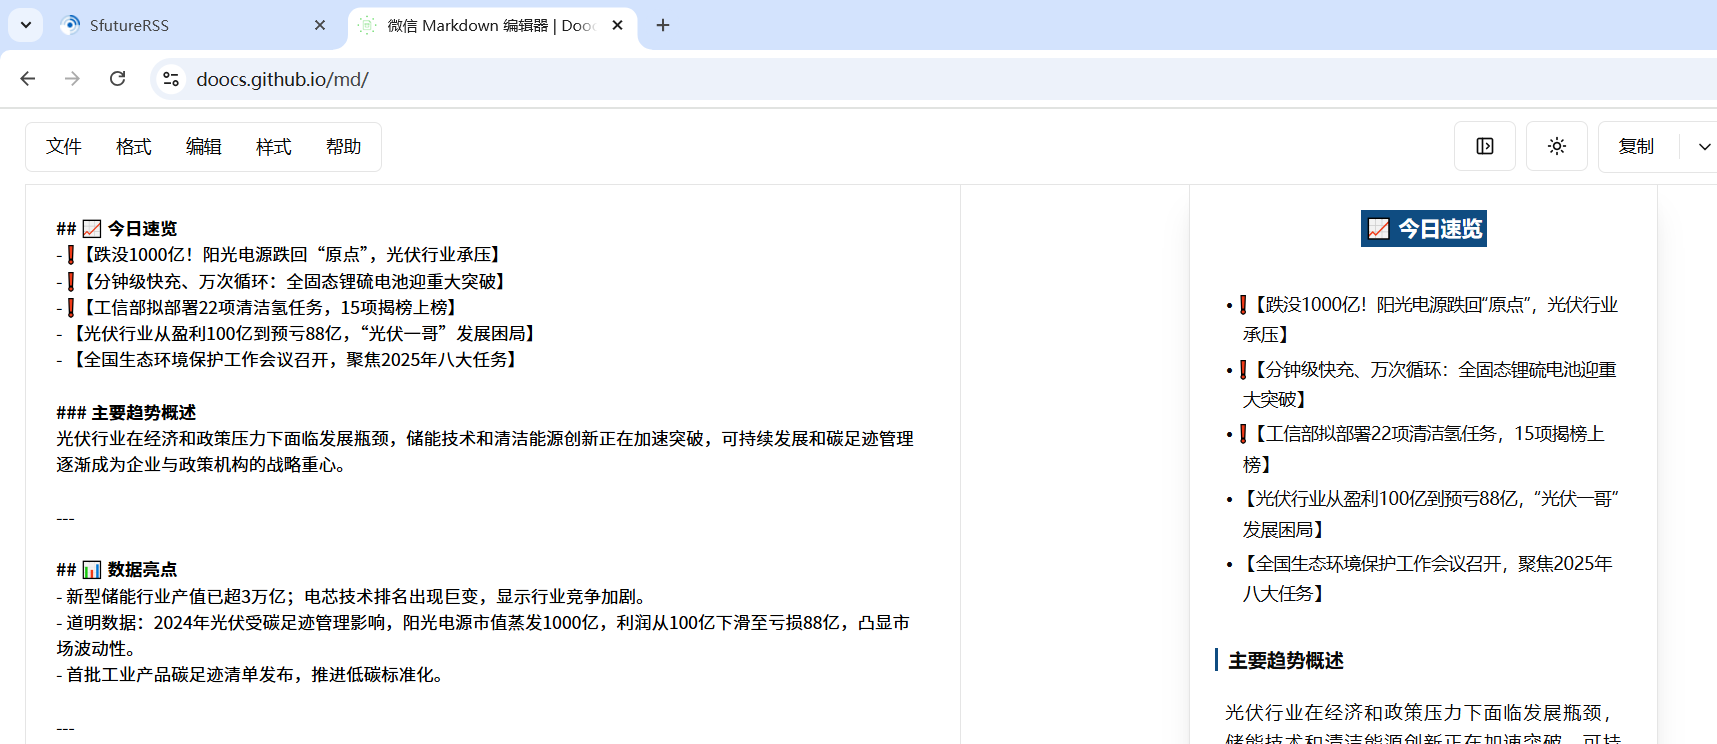 SfutureRSS
微信 Markdown 编辑器 | Dooc
doocs.github.io/md/
文件 格式 编辑 样式 帮助
复制
## 📈 今日速览
-❗【跌没1000亿！阳光电源跌回“原点”，光伏行业承压】
-❗【分钟级快充、万次循环：全固态锂硫电池迎重大突破】
-❗【工信部拟部署22项清洁氢任务，15项揭榜上榜】
- 【光伏行业从盈利100亿到预亏88亿，“光伏一哥”发展困局】
- 【全国生态环境保护工作会议召开，聚焦2025年八大任务】
### 主要趋势概述
光伏行业在经济和政策压力下面临发展瓶颈，储能技术和清洁能源创新正在加速突破，可持续发展和碳足迹管理
逐渐成为企业与政策机构的战略重心。
---
## 📊 数据亮点
- 新型储能行业产值已超3万亿；电芯技术排名出现巨变，显示行业竞争加剧。
- 道明数据：2024年光伏受碳足迹管理影响，阳光电源市值蒸发1000亿，利润从100亿下滑至亏损88亿，凸显市
场波动性。
- 首批工业产品碳足迹清单发布，推进低碳标准化。
---
📈 今日速览
• ❗【跌没1000亿！阳光电源跌回“原点”，光伏行业
承压】
• ❗【分钟级快充、万次循环：全固态锂硫电池迎重
大突破】
• ❗【工信部拟部署22项清洁氢任务，15项揭榜上
榜】
• 【光伏行业从盈利100亿到预亏88亿，“光伏一哥”
发展困局】
• 【全国生态环境保护工作会议召开，聚焦2025年
八大任务】
主要趋势概述
光伏行业在经济和政策压力下面临发展瓶颈，
储能技术和清洁能源创新正在加速突破，可持